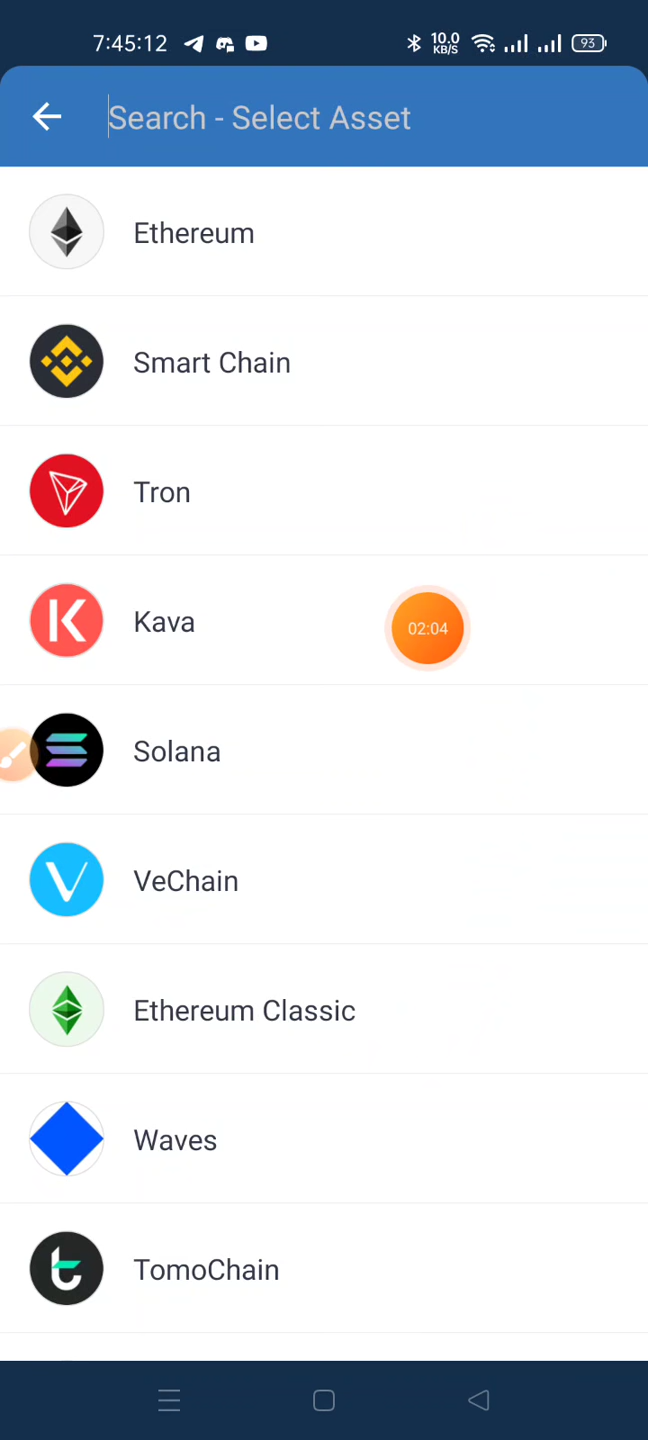 7:45:12 10.0 KB/S 93
Search - Select Asset
Ethereum
Smart Chain
Tron
Kava
02:04
Solana
VeChain
Ethereum Classic
Waves
TomoChain